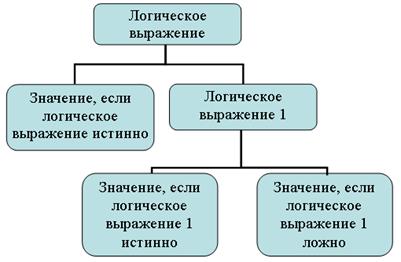 Логическое
выражение
Значение, если
логическое
выражение истинно
Логическое
выражение 1
Значение, если
логическое
выражение 1
истинно
Значение, если
логическое
выражение 1
ложно